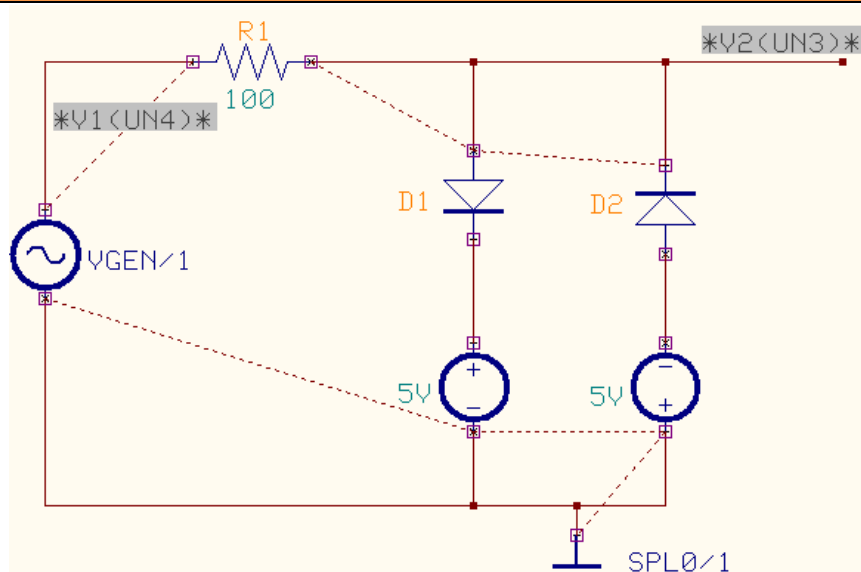 R1
*V2(UN3)*
100
*V1(UN4)*
D1
D2
VGEN/1
+
-
5V
-
+
5V
SPL0/1